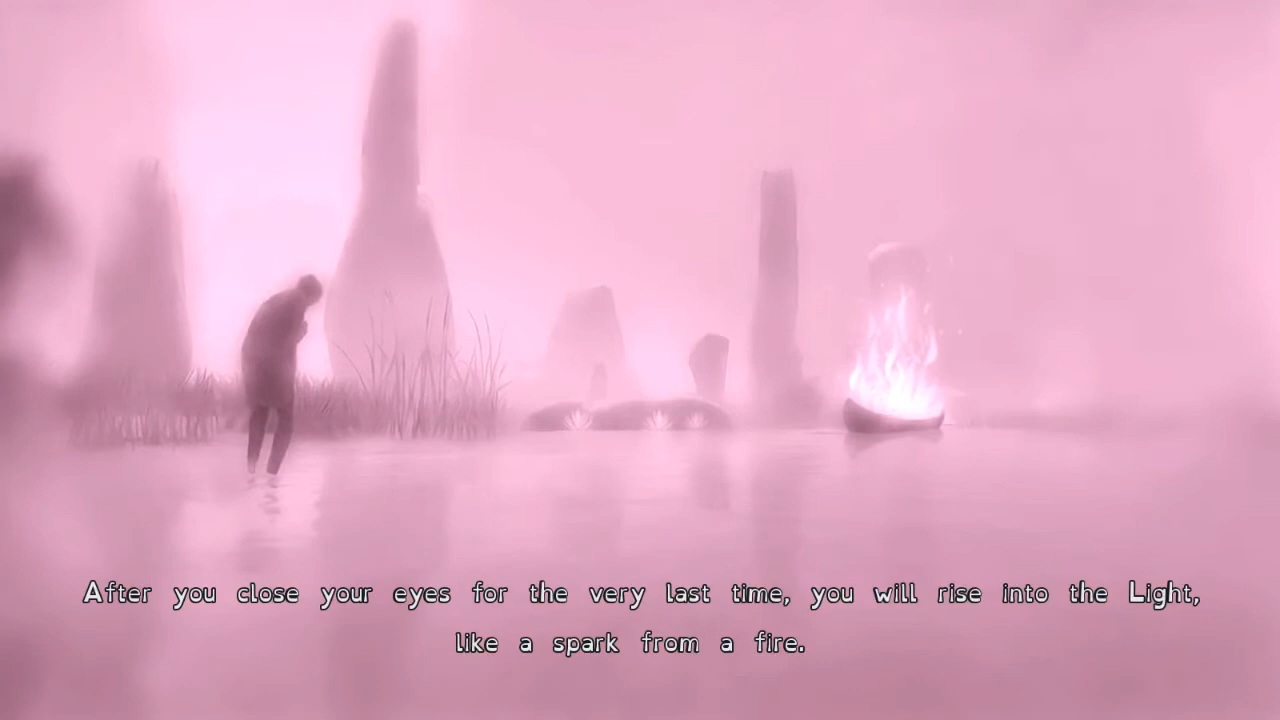 After you close your eyes for the very last time, you will rise into the Light,
like a spark from a fire.